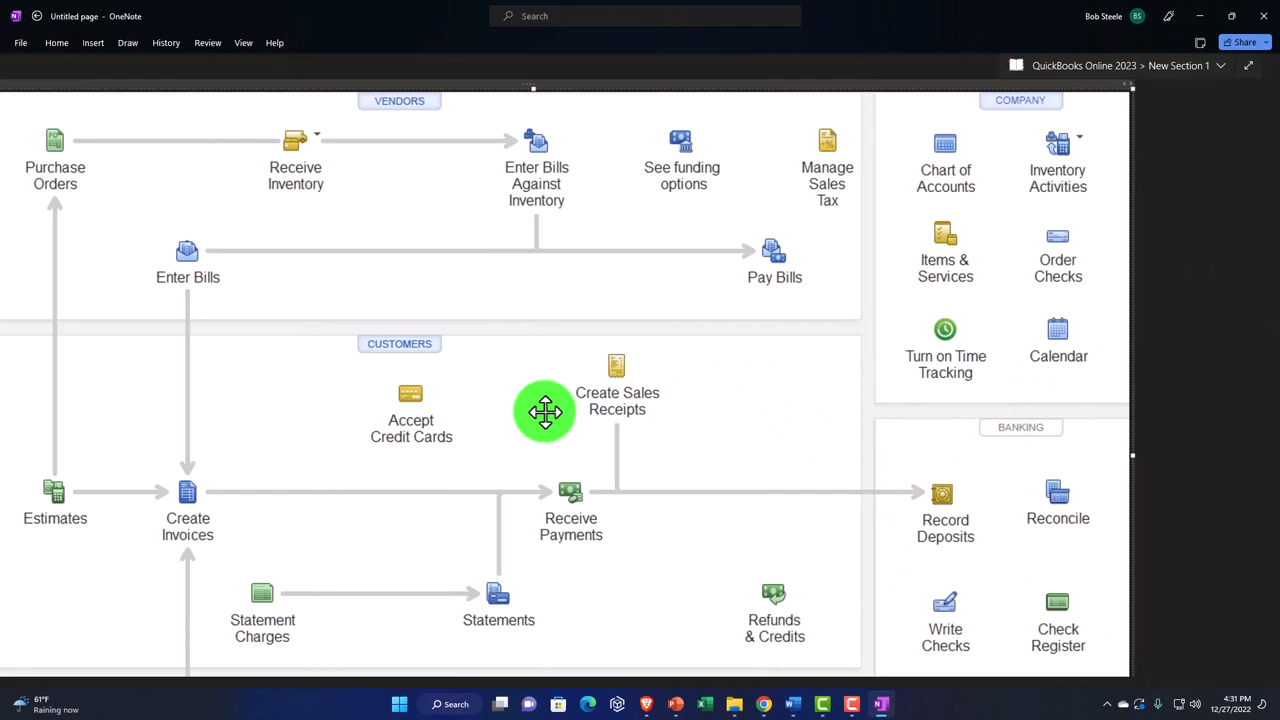 Untitled page - OneNote
Search
Bob Steele
BS
File
Home
Insert
Draw
History
Review
View
Help
Share
QuickBooks Online 2023 > New Section 1
VENDORS
Purchase
Orders
Receive
Inventory
Enter Bills
Against
Inventory
See funding
options
Manage
Sales
Tax
Enter Bills
Pay Bills
COMPANY
Chart of
Accounts
Inventory
Activities
Items &
Services
Order
Checks
Turn on Time
Tracking
Calendar
CUSTOMERS
Accept
Credit Cards
Create Sales
Receipts
Estimates
Create
Invoices
Receive
Payments
Statement
Charges
Statements
Refunds
& Credits
BANKING
Record
Deposits
Reconcile
Write
Checks
Check
Register
61°F
Raining now
Search
4:31 PM
12/27/2022